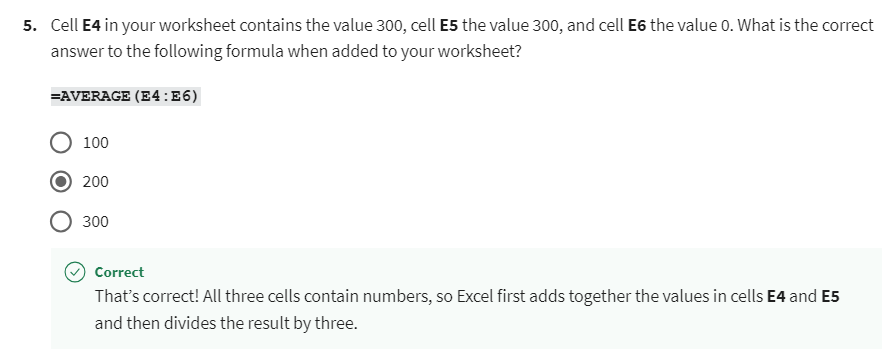 5. Cell E4 in your worksheet contains the value 300, cell E5 the value 300, and cell E6 the value 0. What is the correct
answer to the following formula when added to your worksheet?
=AVERAGE(E4:E6)
100
200
300
Correct
That’s correct! All three cells contain numbers, so Excel first adds together the values in cells E4 and E5
and then divides the result by three.